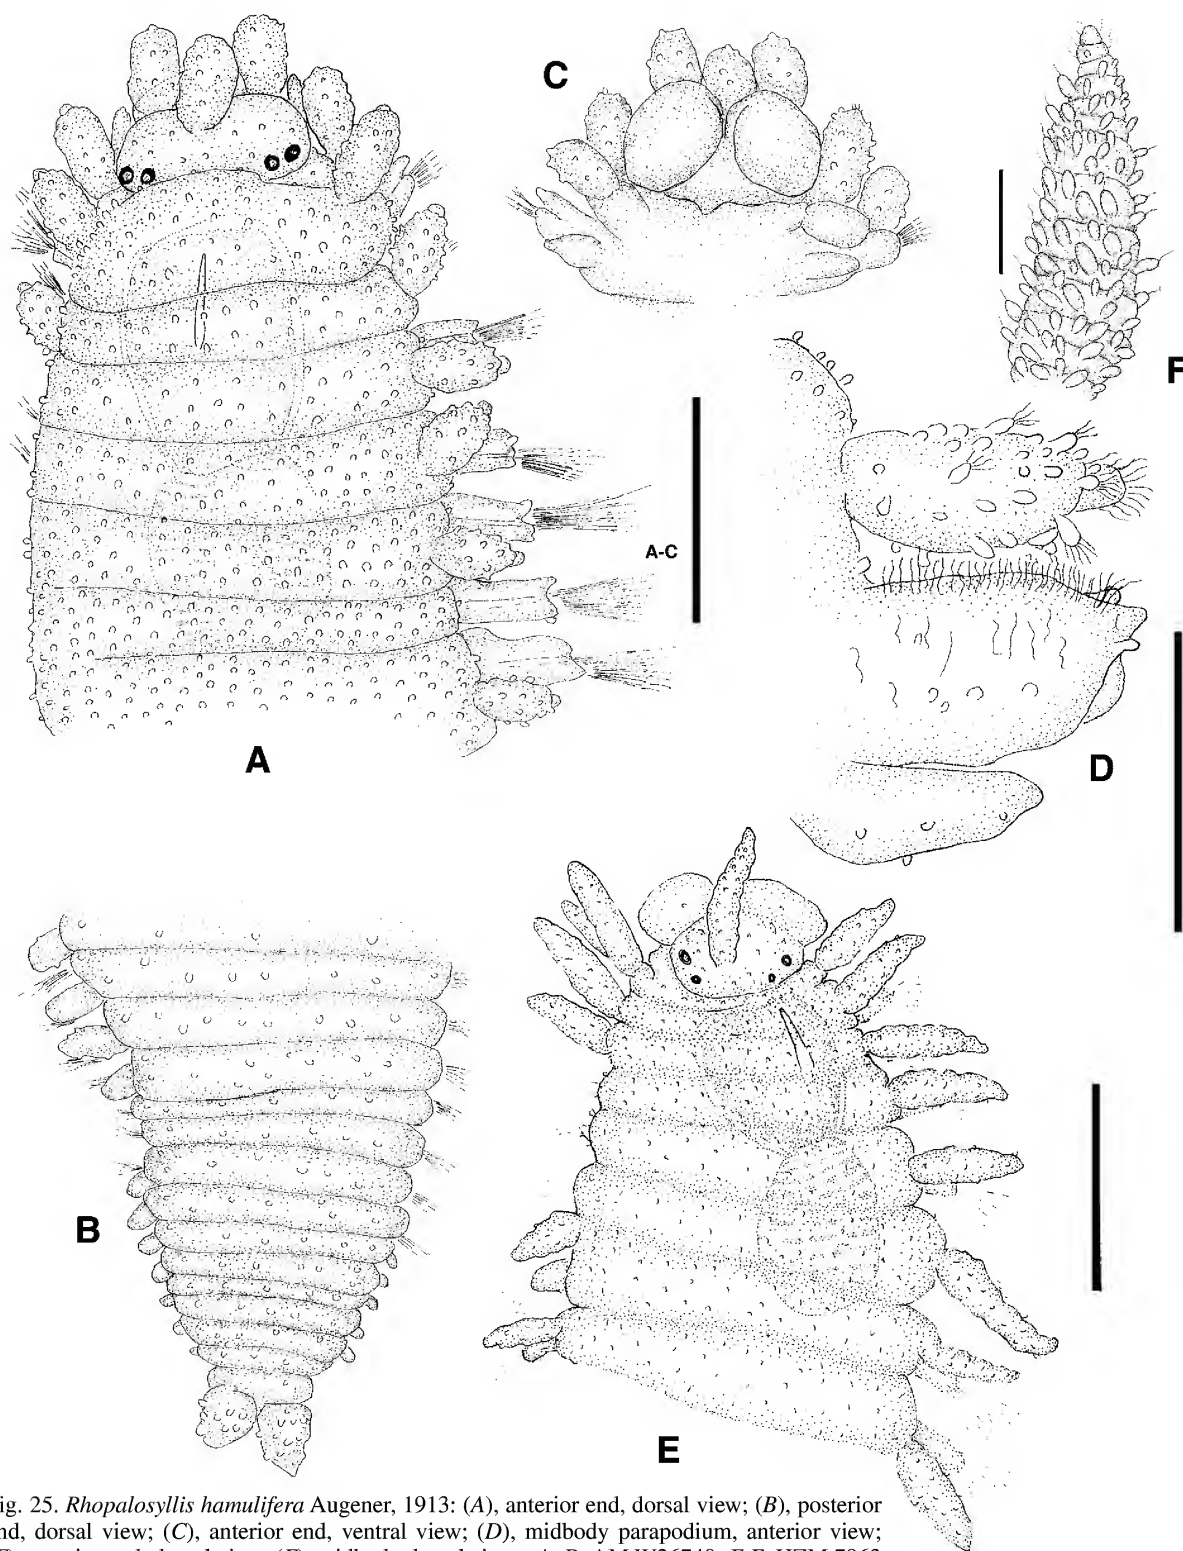 C
F
A-C
A
D
B
E
ig. 25. Rhopalosyllis hamulifera Augener, 1913: (A), anterior end, dorsal view; (B), posterior
nd, dorsal view; (C), anterior end, ventral view; (D), midbody parapodium, anterior view;